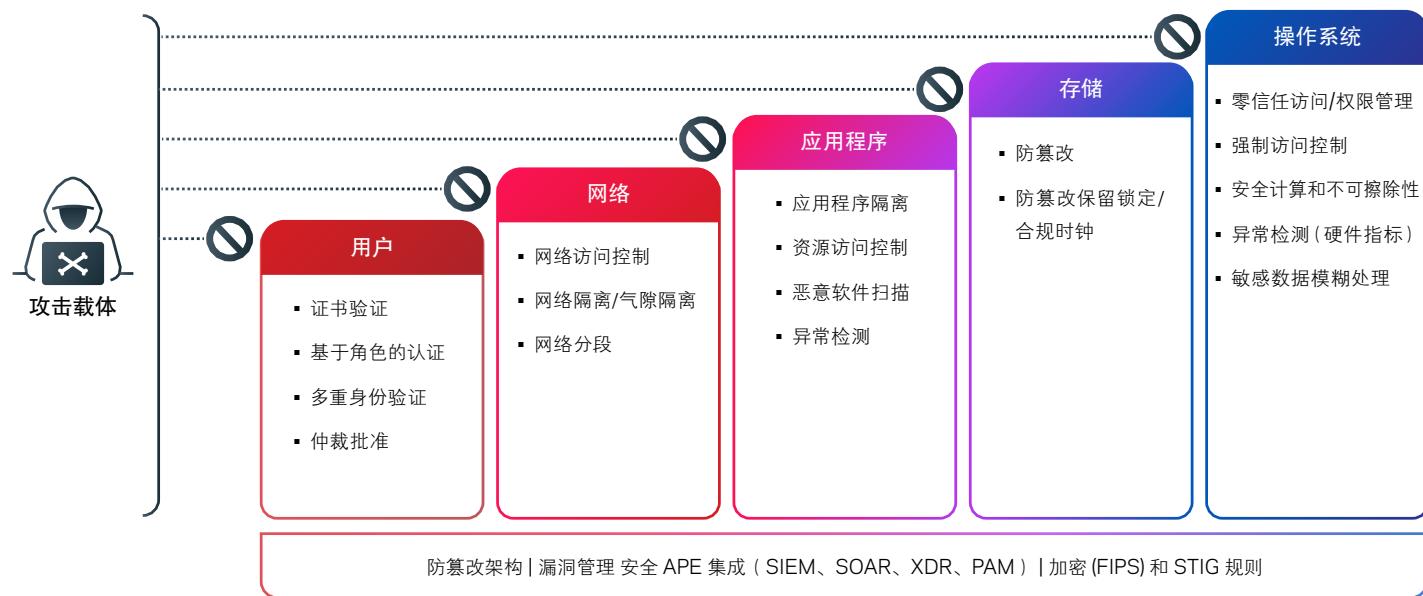 攻击载体
用户
证书验证
基于角色的认证
多重身份验证
仲裁批准
网络
网络访问控制
网络隔离/气隙隔离
网络分段
应用程序
应用程序隔离
资源访问控制
恶意软件扫描
异常检测
存储
防篡改
防篡改保留锁定/
合规时钟
操作系统
零信任访问/权限管理
强制访问控制
安全计算和不可擦除性
异常检测（硬件指标）
敏感数据模糊处理
防篡改架构 | 漏洞管理 安全 APE 集成（SIEM、SOAR、XDR、PAM）| 加密 (FIPS) 和 STIG 规则